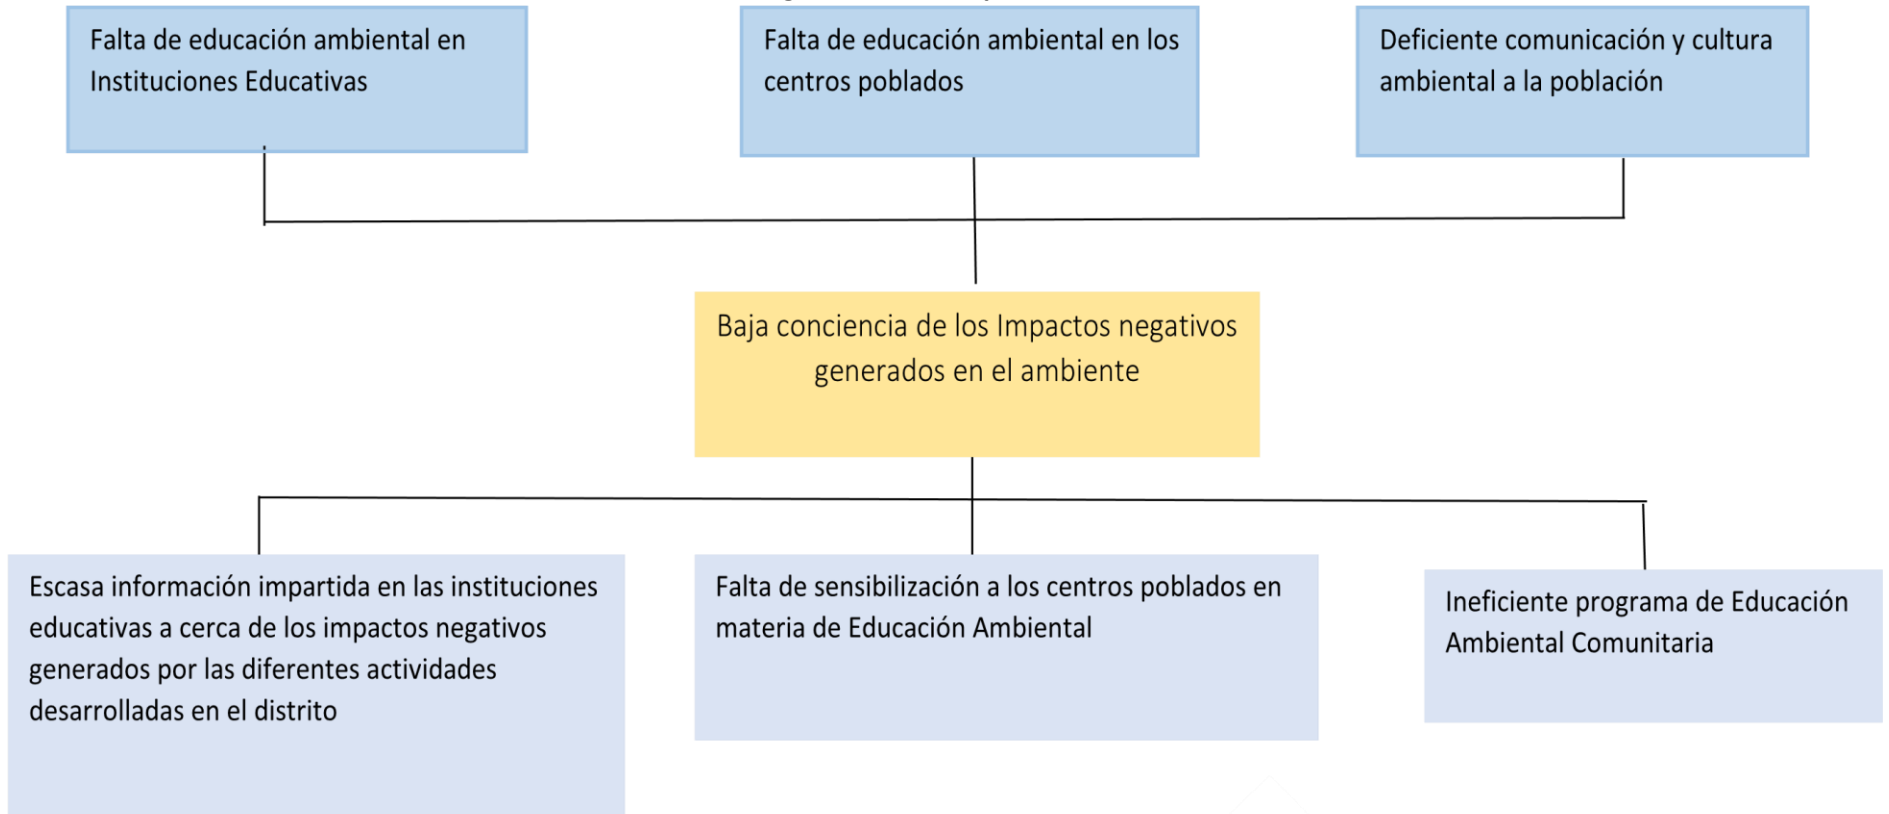 Falta de educación ambiental en
Instituciones Educativas
Falta de educación ambiental en los
centros poblados
Deficiente comunicación y cultura
ambiental a la población
Baja conciencia de los Impactos negativos
generados en el ambiente
Escasa información impartida en las instituciones
educativas a cerca de los impactos negativos
generados por las diferentes actividades
desarrolladas en el distrito
Falta de sensibilización a los centros poblados en
materia de Educación Ambiental
Ineficiente programa de Educación
Ambiental Comunitaria